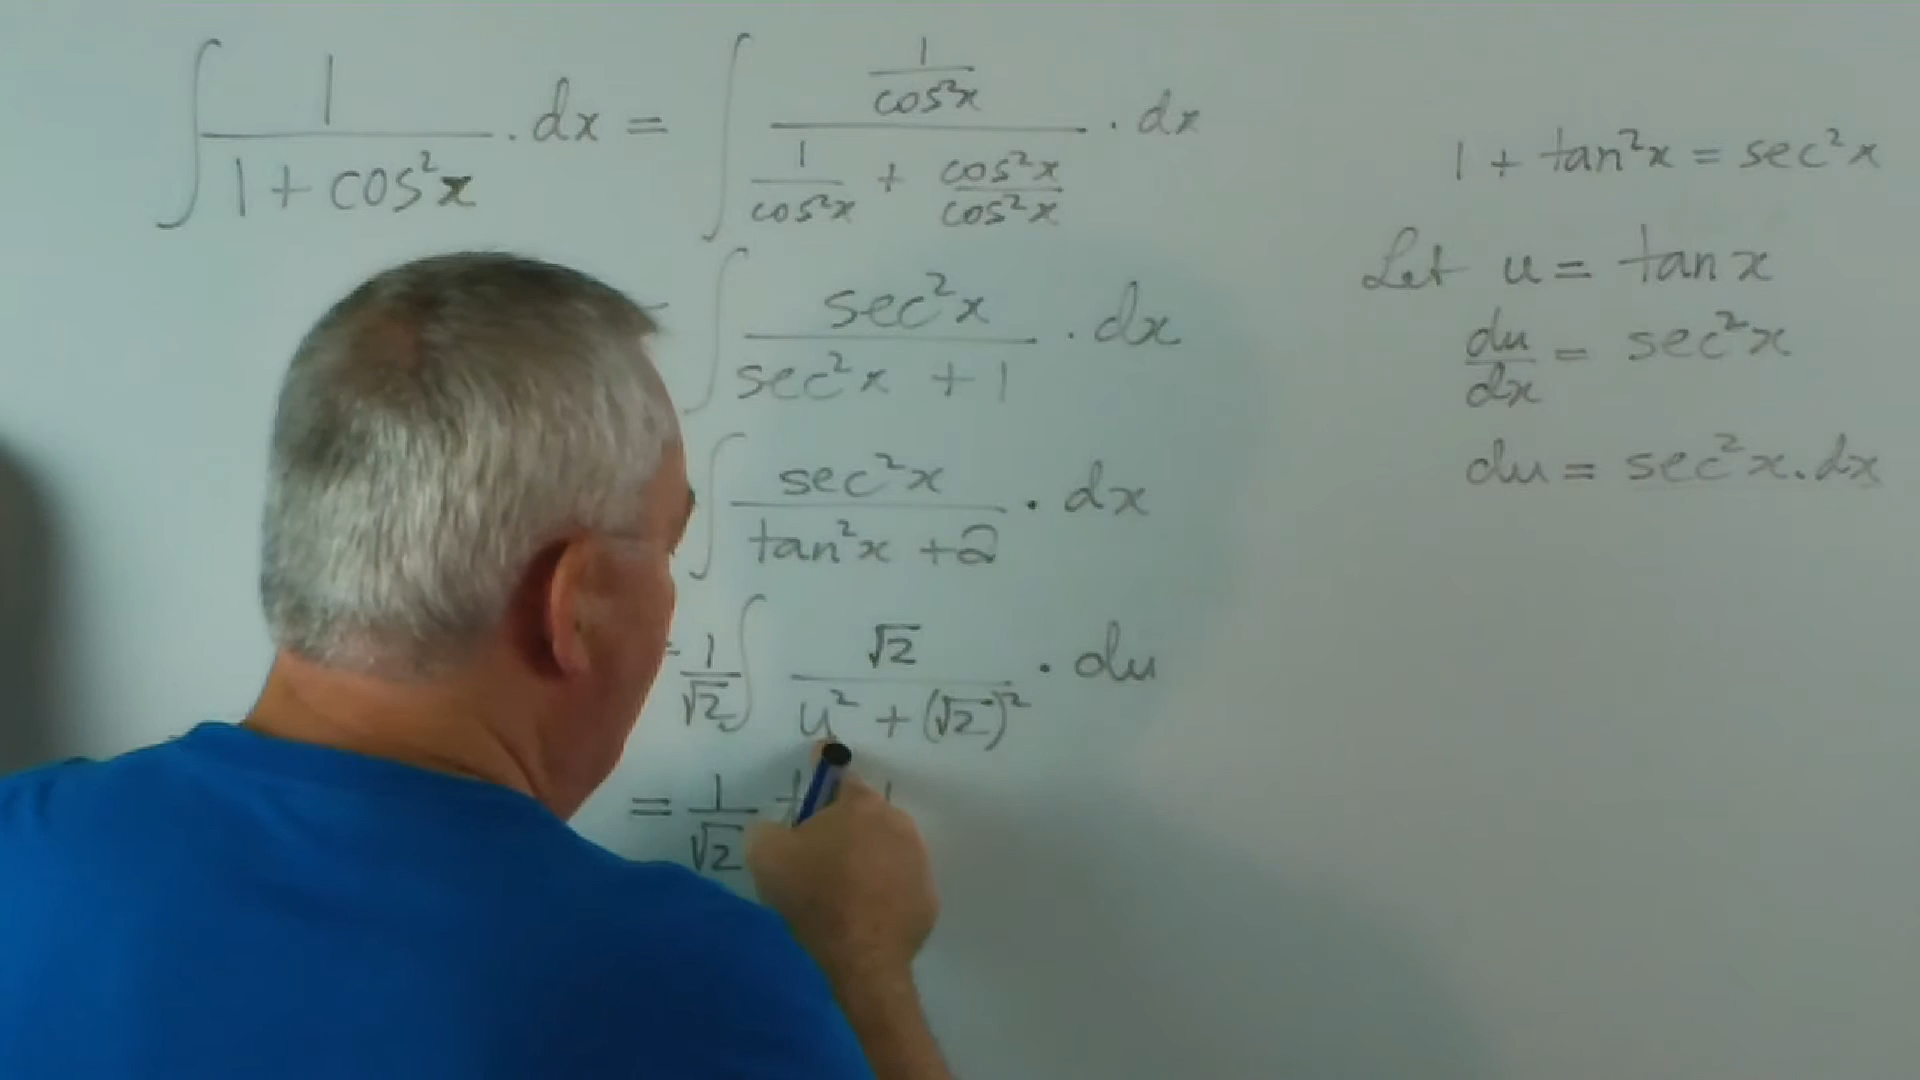 ∫ 1/(1 + cos²x) . dx = ∫ (1/cos²x)/(1/cos²x + cos²x/cos²x) . dx
∫ sec²x/(sec²x + 1) . dx
∫ sec²x/(tan²x + 2) . dx
= 1/√2 ∫ √2/(u² + (√2)²) . du
= 1/√2
1 + tan²x = sec²x
Let u = tan x
du/dx = sec²x
du = sec²x . dx